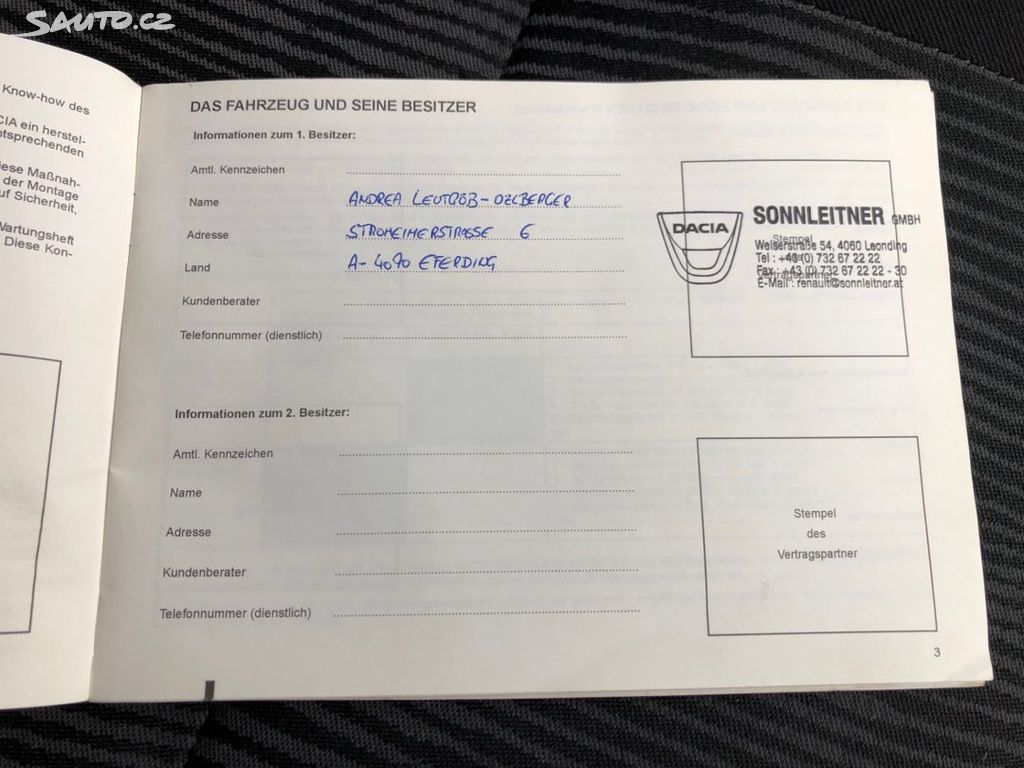 SAUTO.CZ
Know-how des
CIA ein herstel-
ntsprechenden
iese Maßnah-
der Montage
uf Sicherheit,
Wartungsheft
Diese Kon-
DAS FAHRZEUG UND SEINE BESITZER
Informationen zum 1. Besitzer:
Amtl. Kennzeichen
Name ANDREA
Adresse STROHEIMERSTRASSE 6
Land A-4070 EFERDING
Kundenberater
Telefonnummer (dienstlich)
DACIA
SONNLEITNER GMBH
Stempel
Welserstraße 54, 4060 Leonding
des
Tel : +43 (0) 732 67 22 22
Vertragspartner
Fax : +43 (0) 732 67 22 22 - 30
E-Mail : renault@sonnleitner.at
Informationen zum 2. Besitzer:
Amtl. Kennzeichen
Name
Adresse
Kundenberater
Telefonnummer (dienstlich)
Stempel
des
Vertragspartner
3